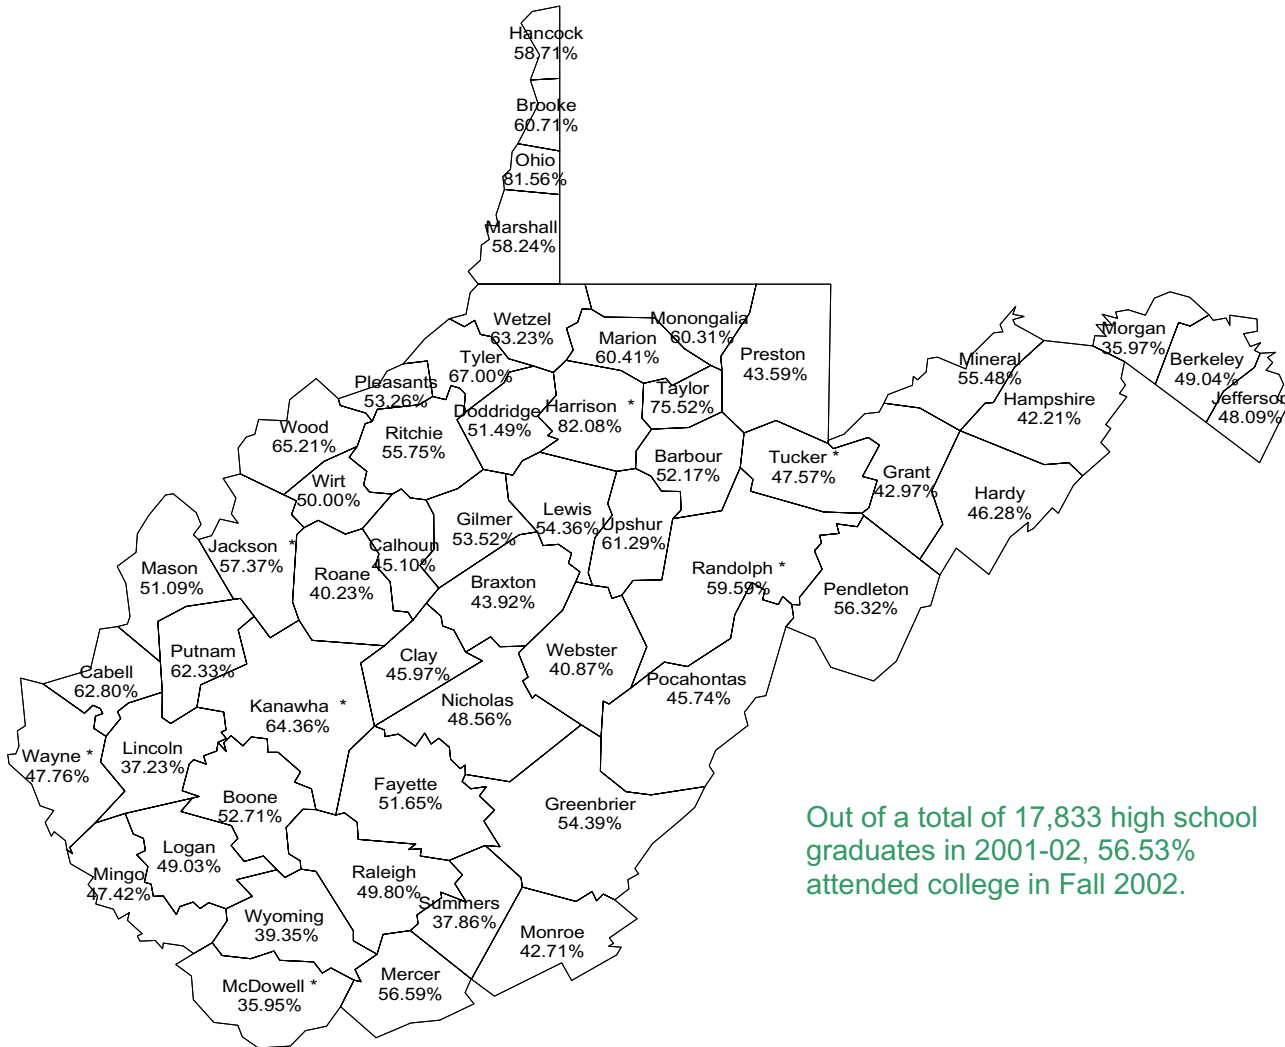 Hancock
58.71%
Brooke
60.71%
Ohio
81.56%
Marshall
58.24%
Wetzel
63.23%
Monongalia
60.31%
Marion
60.41%
Preston
43.59%
Tyler
67.00%
Pleasants
53.26%
Doddridge
51.49%
Harrison *
82.08%
Taylor
75.52%
Morgan
35.97%
Mineral
55.48%
Berkeley
49.04%
Hampshire
42.21%
Jefferson
48.09%
Wood
65.21%
Ritchie
55.75%
Barbour
52.17%
Tucker *
47.57%
Grant
42.97%
Hardy
46.28%
Wirt
50.00%
Gilmer
53.52%
Lewis
54.36%
Upshur
61.29%
Jackson *
57.37%
Calhoun
45.10%
Mason
51.09%
Roane
40.23%
Braxton
43.92%
Randolph *
59.59%
Pendleton
56.32%
Putnam
62.33%
Clay
45.97%
Webster
40.87%
Cabell
62.80%
Pocahontas
45.74%
Kanawha *
64.36%
Nicholas
48.56%
Wayne *
47.76%
Lincoln
37.23%
Boone
52.71%
Fayette
51.65%
Greenbrier
54.39%
Out of a total of 17,833 high school
graduates in 2001-02, 56.53%
attended college in Fall 2002.
Logan
49.03%
Mingo
47.42%
Raleigh
49.80%
Summers
37.86%
Wyoming
39.35%
Monroe
42.71%
McDowell *
35.95%
Mercer
56.59%